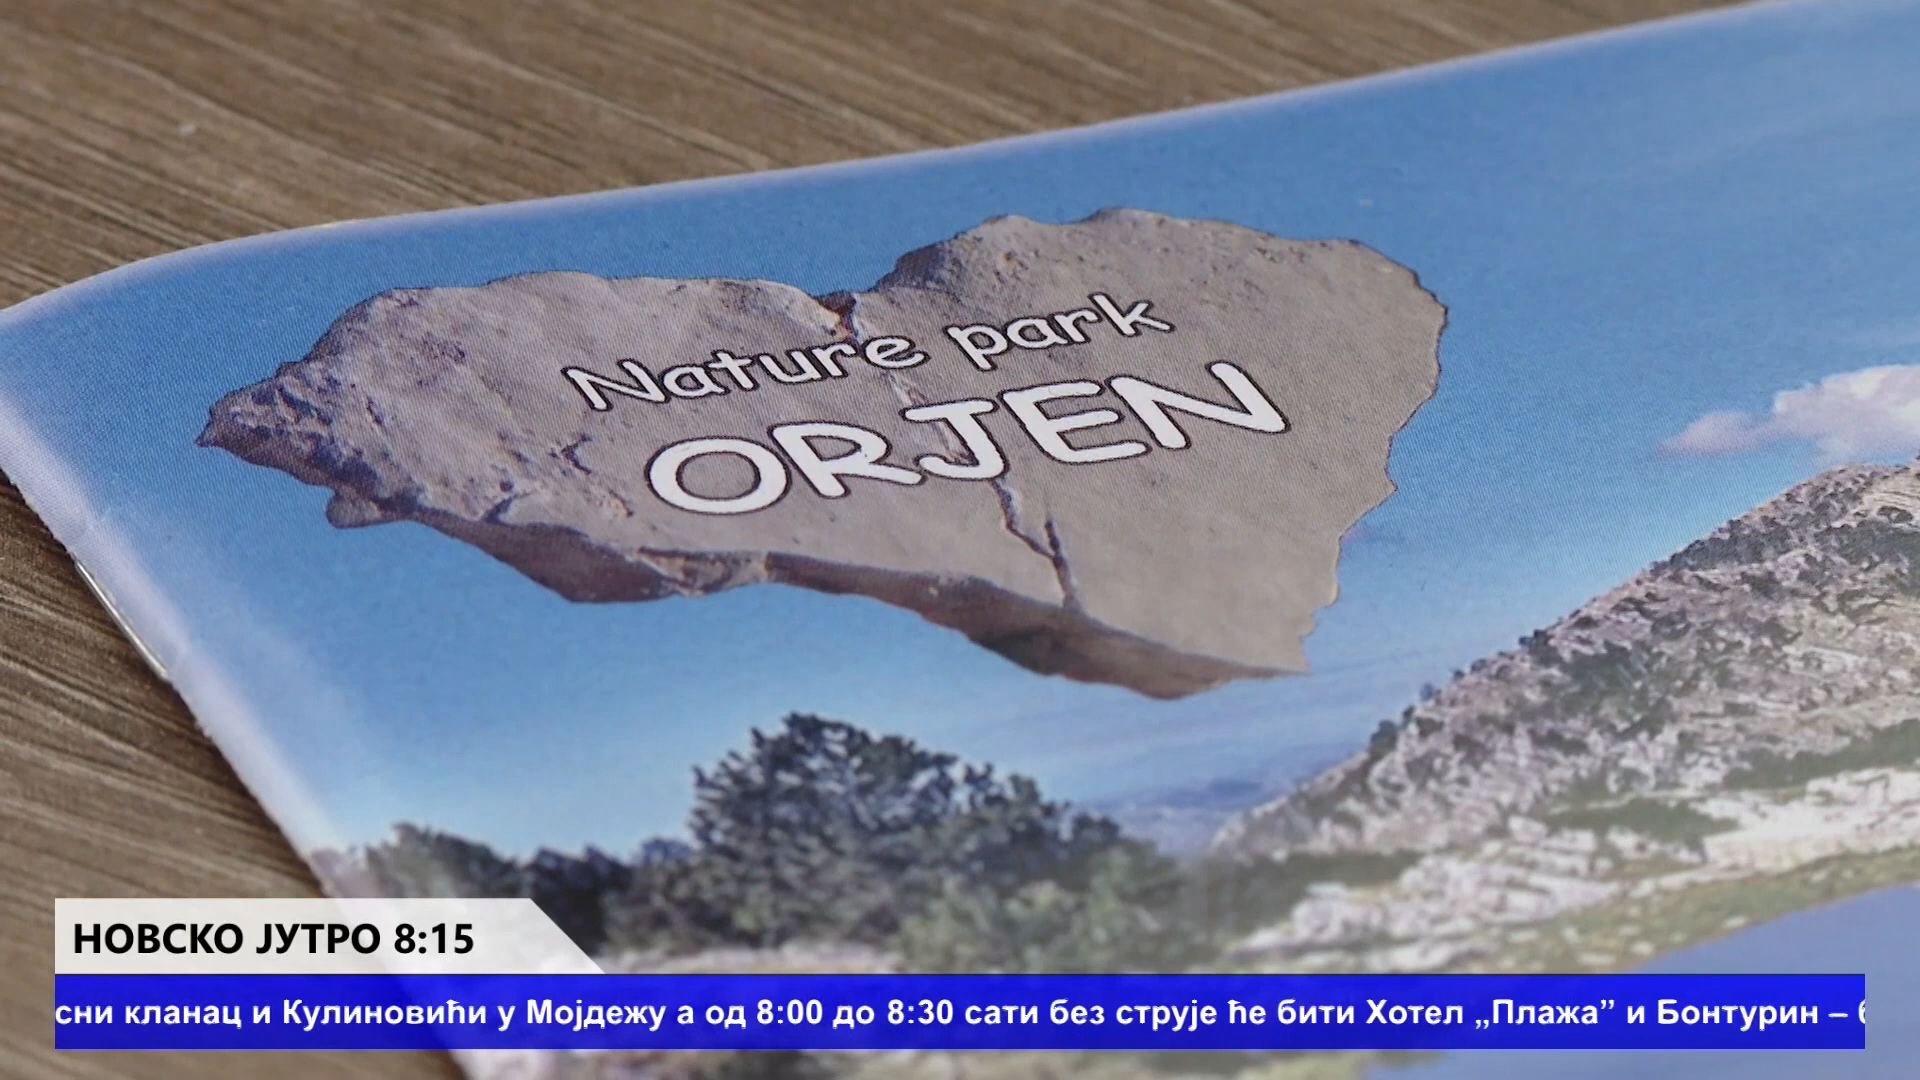 Nature park
ORJEN
НОВСКО ЈУТРО 8:15
кланац и Кулиновићи у Мојдежу а од 8:00 до 8:30 сати без струје ће бити Хотел „Плажа” и Бонтурин –